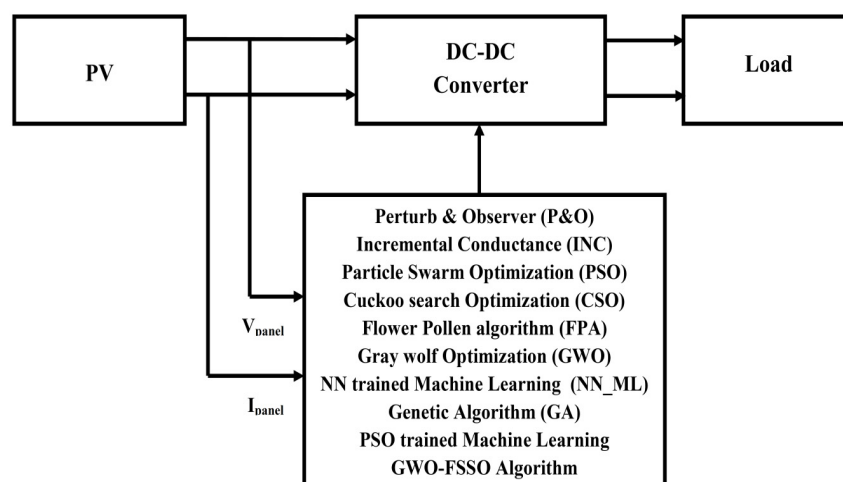 PV
DC-DC
Converter
Load
Perturb & Observer (P&O)
Incremental Conductance (INC)
Particle Swarm Optimization (PSO)
Cuckoo search Optimization (CSO)
Flower Pollen algorithm (FPA)
Gray wolf Optimization (GWO)
NN trained Machine Learning (NN_ML)
Genetic Algorithm (GA)
PSO trained Machine Learning
GWO-FSSO Algorithm
Vpanel
Ipanel